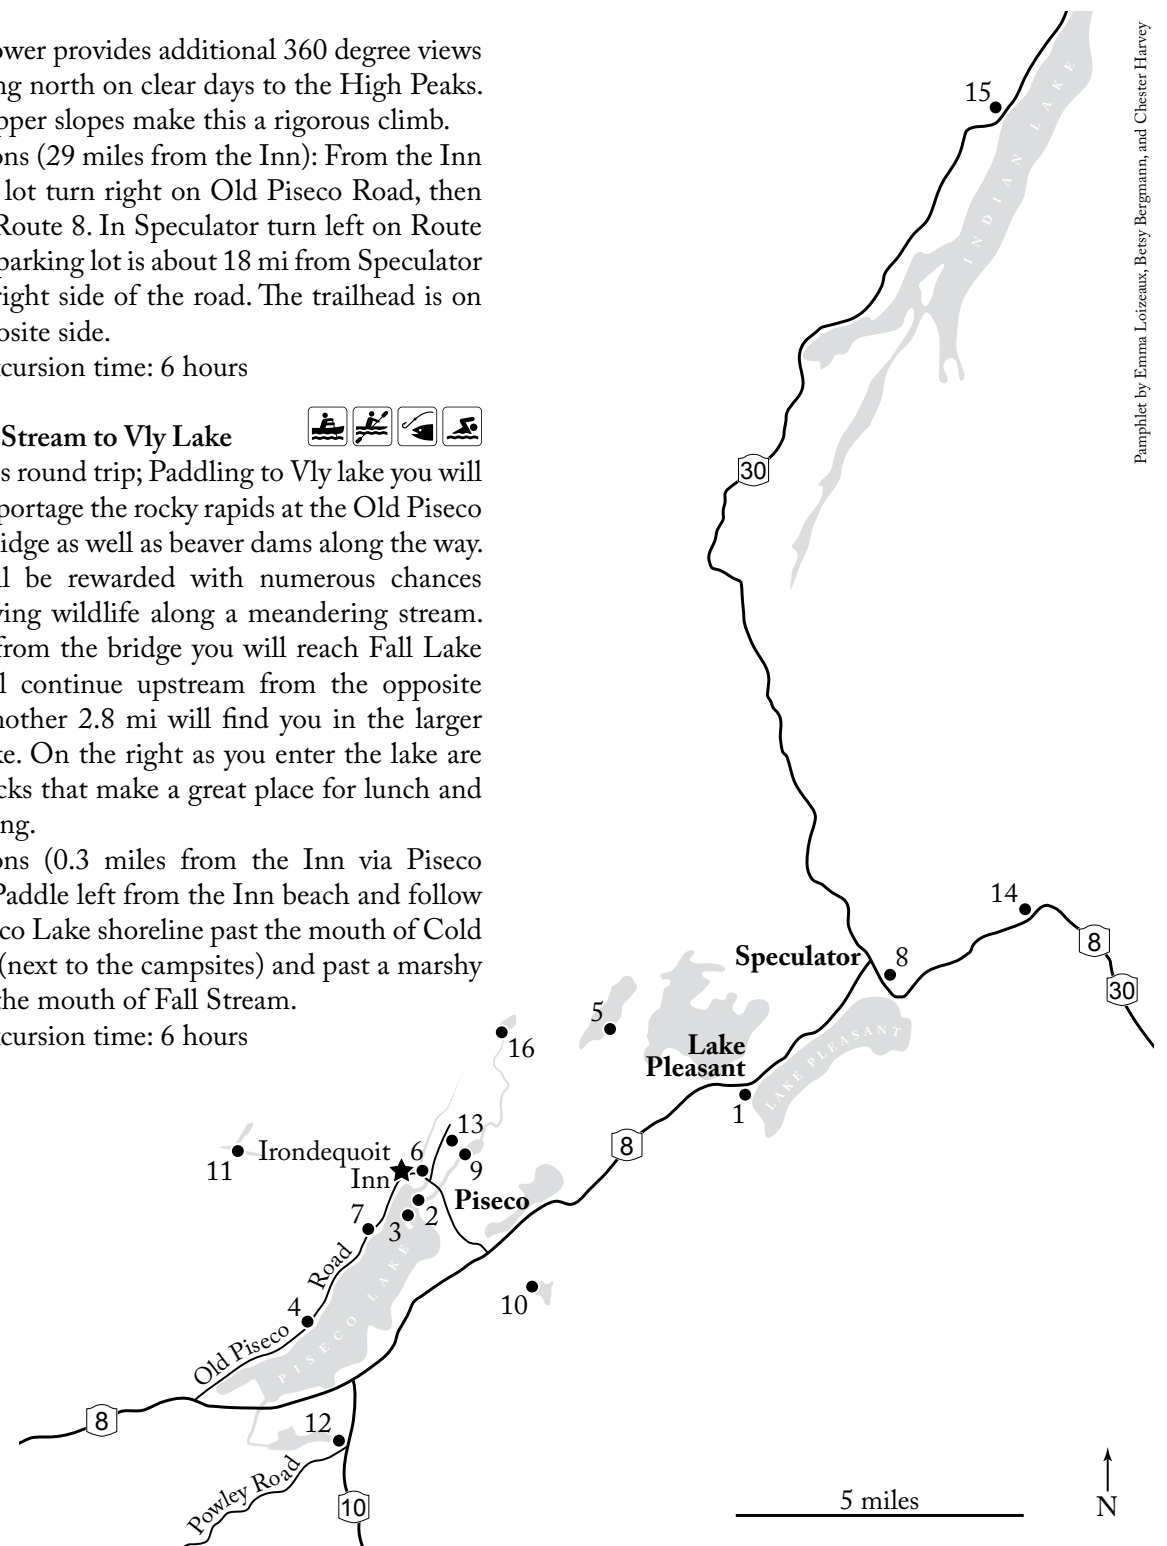 ower provides additional 360 degree views
ng north on clear days to the High Peaks.
pper slopes make this a rigorous climb.
ons (29 miles from the Inn): From the Inn
lot turn right on Old Piseco Road, then
Route 8. In Speculator turn left on Route
parking lot is about 18 mi from Speculator
right side of the road. The trailhead is on
osite side.
cursion time: 6 hours
Stream to Vly Lake
s round trip; Paddling to Vly lake you will
portage the rocky rapids at the Old Piseco
idge as well as beaver dams along the way.
ll be rewarded with numerous chances
ving wildlife along a meandering stream.
from the bridge you will reach Fall Lake
l continue upstream from the opposite
nother 2.8 mi will find you in the larger
ke. On the right as you enter the lake are
cks that make a great place for lunch and
ng.
ons (0.3 miles from the Inn via Piseco
Paddle left from the Inn beach and follow
co Lake shoreline past the mouth of Cold
(next to the campsites) and past a marshy
the mouth of Fall Stream.
cursion time: 6 hours
Pamphlet by Emma Loizeaux, Betsy Bergmann, and Chester Harvey
15
INDIAN LAKE
30
14
8
30
Speculator
8
5
16
Lake
Pleasant
LAKE PLEASANT
1
8
13
Irondequoit
Inn
6
9
11
Piseco
7
2
3
Road
PISECO LAKE
10
4
Old Piseco
8
12
Powley Road
10
5 miles
N